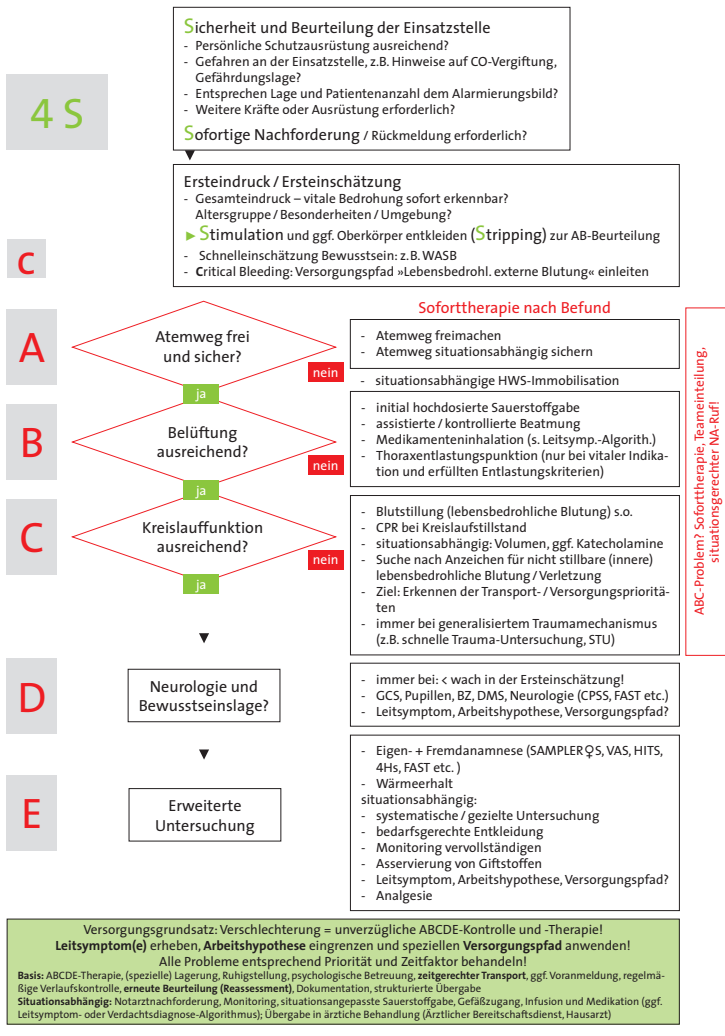 4 S
Sicherheit und Beurteilung der Einsatzstelle
- Persönliche Schutzausrüstung ausreichend?
- Gefahren an der Einsatzstelle, z.B. Hinweise auf CO-Vergiftung,
Gefährdungslage?
- Entsprechen Lage und Patientenanzahl dem Alarmierungsbild?
- Weitere Kräfte oder Ausrüstung erforderlich?
Sofortige Nachforderung / Rückmeldung erforderlich?
▼
c
Ersteindruck / Ersteinschätzung
- Gesamteindruck – vitale Bedrohung sofort erkennbar?
Altersgruppe / Besonderheiten / Umgebung?
► Stimulation und ggf. Oberkörper entkleiden (Stripping) zur AB-Beurteilung
- Schnelleinschätzung Bewusstsein: z.B. WASB
- Critical Bleeding: Versorgungspfad »Lebensbedrohl. externe Blutung« einleiten
Soforttherapie nach Befund
A
Atemweg frei
und sicher?
nein
ja
- Atemweg freimachen
- Atemweg situationsabhängig sichern
- situationsabhängige HWS-Immobilisation
B
Belüftung
ausreichend?
nein
ja
- initial hochdosierte Sauerstoffgabe
- assistierte / kontrollierte Beatmung
- Medikamenteninhalation (s. Leitsymp.-Algorith.)
- Thoraxentlastungspunktion (nur bei vitaler Indika-
tion und erfüllten Entlastungskriterien)
C
Kreislauffunktion
ausreichend?
nein
ja
- Blutstillung (lebensbedrohliche Blutung) s.o.
- CPR bei Kreislaufstillstand
- situationsabhängig: Volumen, ggf. Katecholamine
- Suche nach Anzeichen für nicht stillbare (innere)
lebensbedrohliche Blutung / Verletzung
- Ziel: Erkennen der Transport- / Versorgungsprioritä-
ten
- immer bei generalisiertem Traumamechanismus
(z.B. schnelle Trauma-Untersuchung, STU)
ABC-Problem? Soforttherapie, Teameinteilung,
situationsgerechter NA-Ruf!
▼
D
Neurologie und
Bewusstseinslage?
- immer bei: < wach in der Ersteinschätzung!
- GCS, Pupillen, BZ, DMS, Neurologie (CPSS, FAST etc.)
- Leitsymptom, Arbeitshypothese, Versorgungspfad?
▼
E
Erweiterte
Untersuchung
- Eigen- + Fremdanamnese (SAMPLER♀S, VAS, HITS,
4Hs, FAST etc. )
- Wärmeerhalt
situationsabhängig:
- systematische / gezielte Untersuchung
- bedarfsgerechte Entkleidung
- Monitoring vervollständigen
- Asservierung von Giftstoffen
- Leitsymptom, Arbeitshypothese, Versorgungspfad?
- Analgesie
Versorgungsgrundsatz: Verschlechterung = unverzügliche ABCDE-Kontrolle und -Therapie!
Leitsymptom(e) erheben, Arbeitshypothese eingrenzen und speziellen Versorgungspfad anwenden!
Alle Probleme entsprechend Priorität und Zeitfaktor behandeln!
Basis: ABCDE-Therapie, (spezielle) Lagerung, Ruhigstellung, psychologische Betreuung, zeitgerechter Transport, ggf. Voranmeldung, regelmä-
ßige Verlaufskontrolle, erneute Beurteilung (Reassessment), Dokumentation, strukturierte Übergabe
Situationsabhängig: Notarztnachforderung, Monitoring, situationsangepasste Sauerstoffgabe, Gefäßzugang, Infusion und Medikation (ggf.
Leitsymptom- oder Verdachtsdiagnose-Algorithmus); Übergabe in ärztliche Behandlung (Ärztlicher Bereitschaftsdienst, Hausarzt)